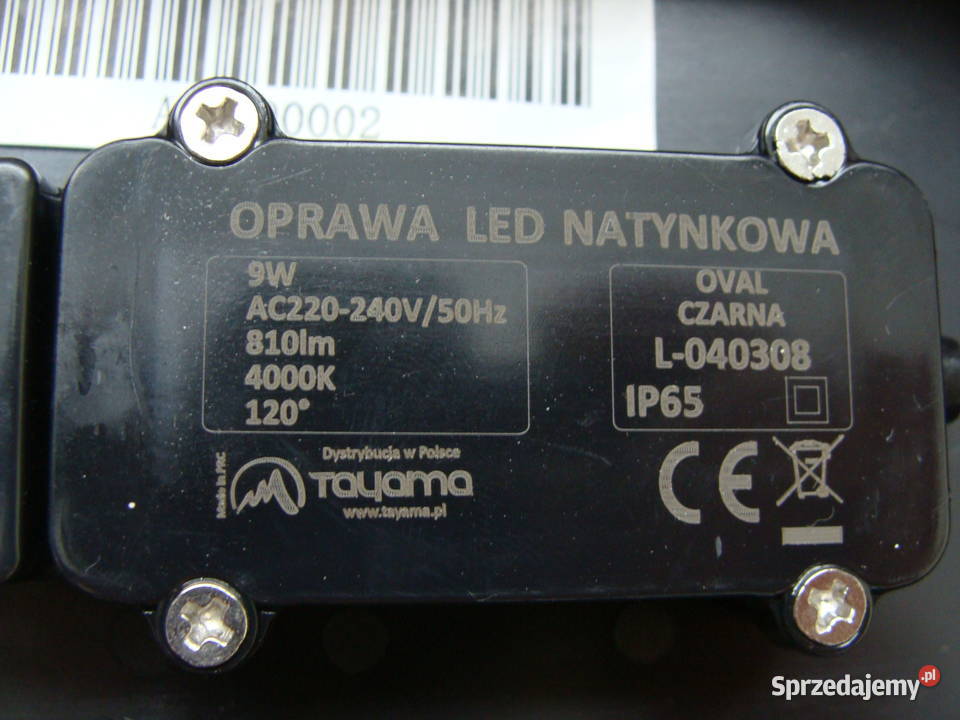 0002
OPRAWA LED NATYNKOWA
9W
AC220-240V/50Hz
810lm
4000K
120°
OVAL
CZARNA
L-040308
IP65
Made in PRC
Dystrybucja w Polsce
TAYAMA
www.tayama.pl
CE
Sprzedajemy.pl